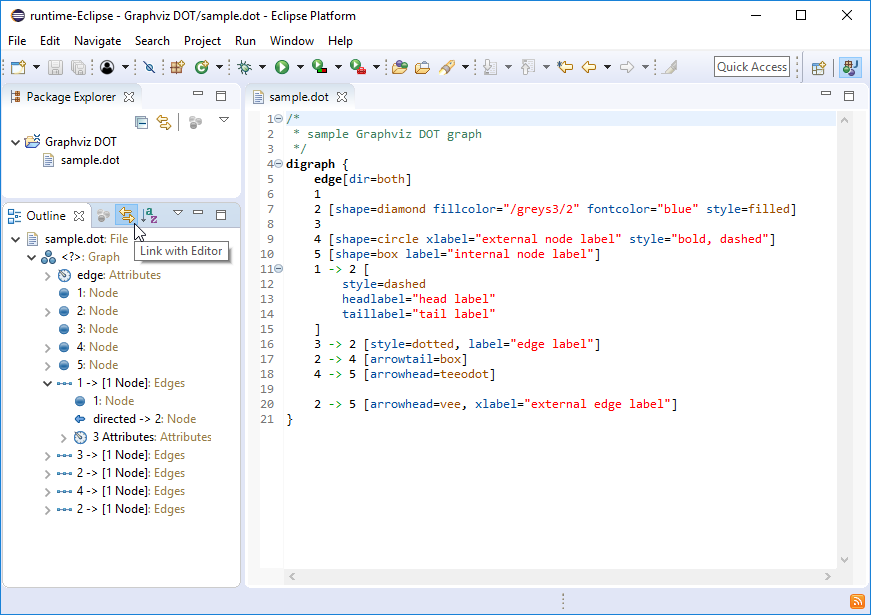 runtime-Eclipse - Graphviz DOT/sample.dot - Eclipse Platform
File Edit Navigate Search Project Run Window Help
Quick Access
Package Explorer
Graphviz DOT
sample.dot
Outline
sample.dot: File
<?>: Graph
edge: Attributes
1: Node
2: Node
3: Node
4: Node
5: Node
1 -> [1 Node]: Edges
1: Node
directed -> 2: Node
3 Attributes: Attributes
3 -> [1 Node]: Edges
2 -> [1 Node]: Edges
4 -> [1 Node]: Edges
2 -> [1 Node]: Edges
Link with Editor
sample.dot
1 /*
2  * sample Graphviz DOT graph
3  */
4 digraph {
5     edge[dir=both]
6     1
7     2 [shape=diamond fillcolor="/greys3/2" fontcolor="blue" style=filled]
8     3
9     4 [shape=circle xlabel="external node label" style="bold, dashed"]
10     5 [shape=box label="internal node label"]
11     1 -> 2 [
12         style=dashed
13         headlabel="head label"
14         taillabel="tail label"
15     ]
16     3 -> 2 [style=dotted, label="edge label"]
17     2 -> 4 [arrowtail=box]
18     4 -> 5 [arrowhead=teeodot]
19
20     2 -> 5 [arrowhead=vee, xlabel="external edge label"]
21 }